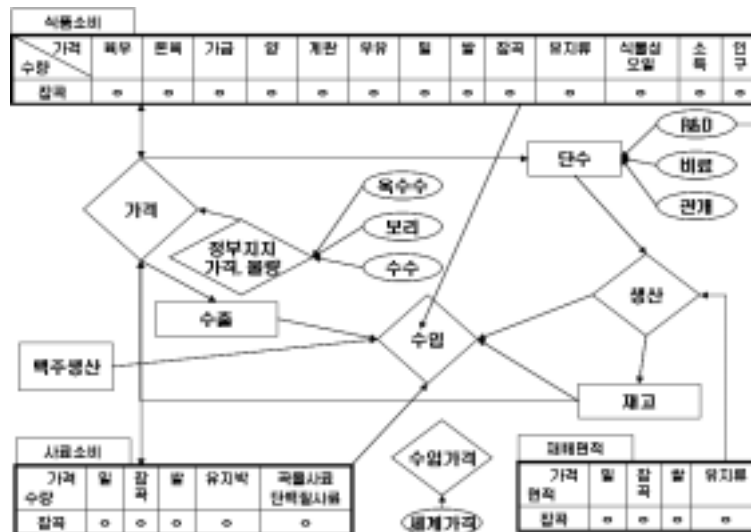 식품소비
가격 육우 돈육 가금 양 계란 우유 밀 쌀 잡곡 유지류 식물성 소 인
수량 오일 득 구
잡곡 ○ ○ ○ ○ ○ ○ ○ ○ ○ ○ ○ ○ ○
R&D
단수
비료
관개
옥수수
가격
보리
정부지지
가격, 물량
수수
생산
수출
수입
맥주생산
재고
사료소비
수입가격
재배면적
가격 밀 잡 쌀 유지박 곡물사료
수량 곡 단백질사료
잡곡 ○ ○ ○ ○ ○
가격 밀 잡 쌀 유지류
면적 곡
잡곡 ○ ○ ○ ○
세계가격